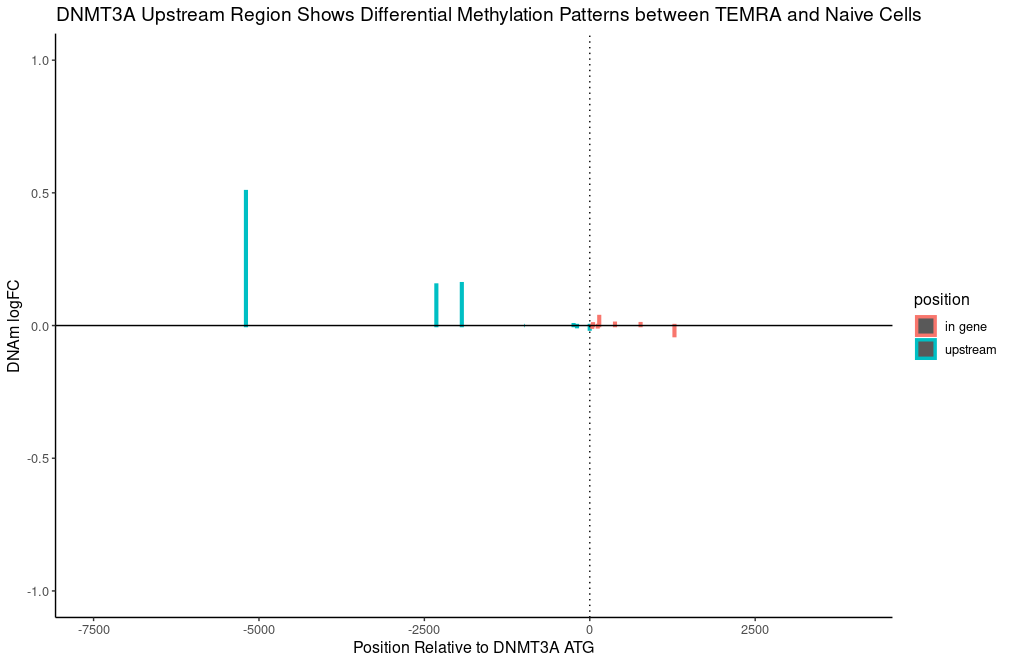 DNMT3A Upstream Region Shows Differential Methylation Patterns between TEMRA and Naive Cells
1.0
0.5
0.0
-0.5
-1.0
DNAm logFC
-7500
-5000
-2500
0
2500
Position Relative to DNMT3A ATG
position
in gene
upstream